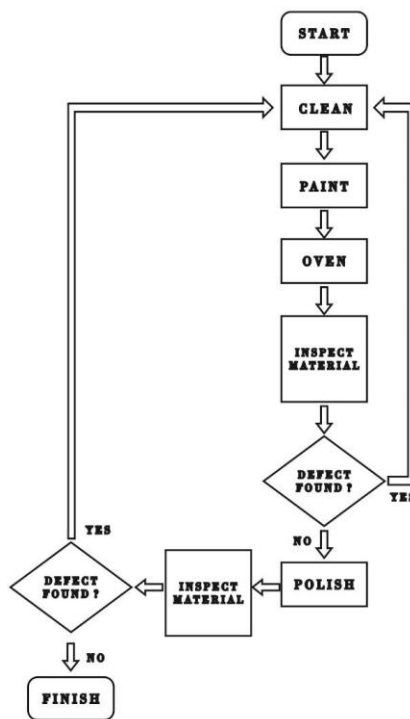 START
CLEAN
PAINT
OVEN
INSPECT
MATERIAL
DEFECT
FOUND ?
YES
NO
POLISH
INSPECT
MATERIAL
YES
DEFECT
FOUND ?
NO
FINISH